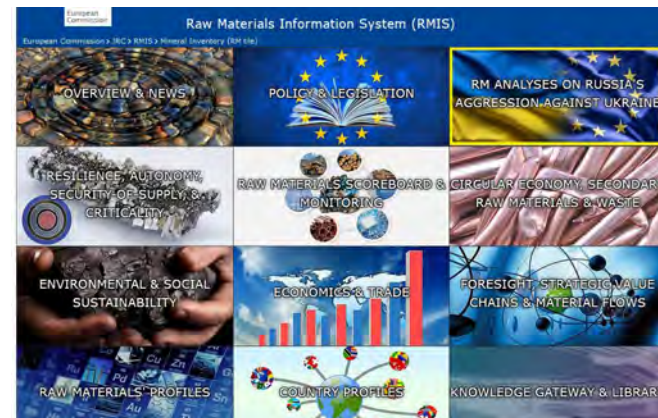 European
Commission
Raw Materials Information System (RMIS)
European Commission > JRC > RMIS > Mineral Inventory (RM tile)
OVERVIEW & NEWS
POLICY & LEGISLATION
RM ANALYSES ON RUSSIA'S
AGGRESSION AGAINST UKRAINE
RESILIENCE, AUTONOMY,
SECURITY OF SUPPLY, &
CRITICALITY
RAW MATERIALS SCOREBOARD &
MONITORING
CIRCULAR ECONOMY, SECONDAR
RAW MATERIALS & WASTE
ENVIRONMENTAL & SOCIAL
SUSTAINABILITY
ECONOMICS & TRADE
FORESIGHT, STRATEGIC VALUE
CHAINS & MATERIAL FLOWS
RAW MATERIALS' PROFILES
COUNTRY PROFILES
KNOWLEDGE GATEWAY & LIBRAR